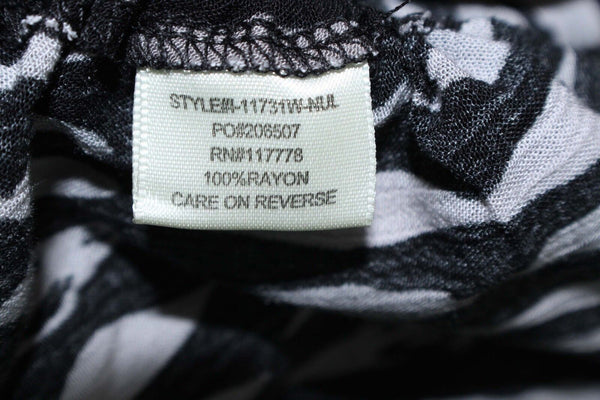 STYLE#I-11731W-NUL
PO#206507
RN#117778
100%RAYON
CARE ON REVERSE